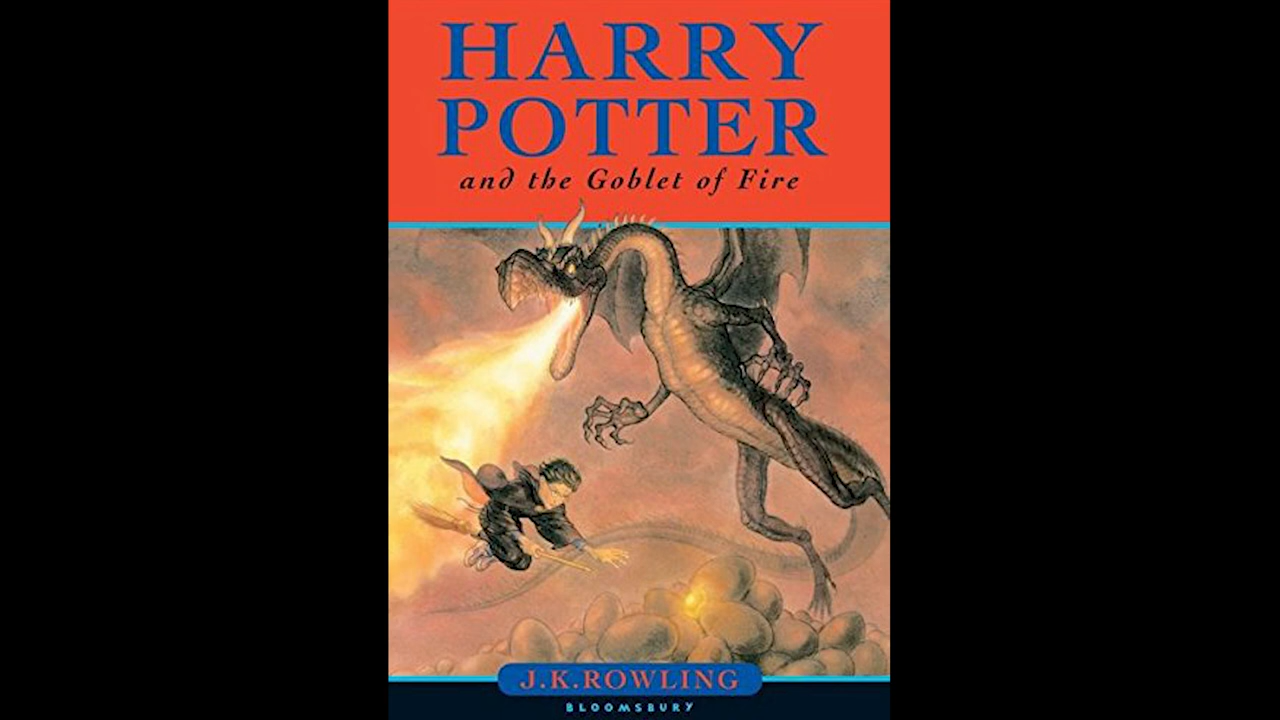 HARRY
POTTER
and the Goblet of Fire
J.K.ROWLING
BLOOMSBURY